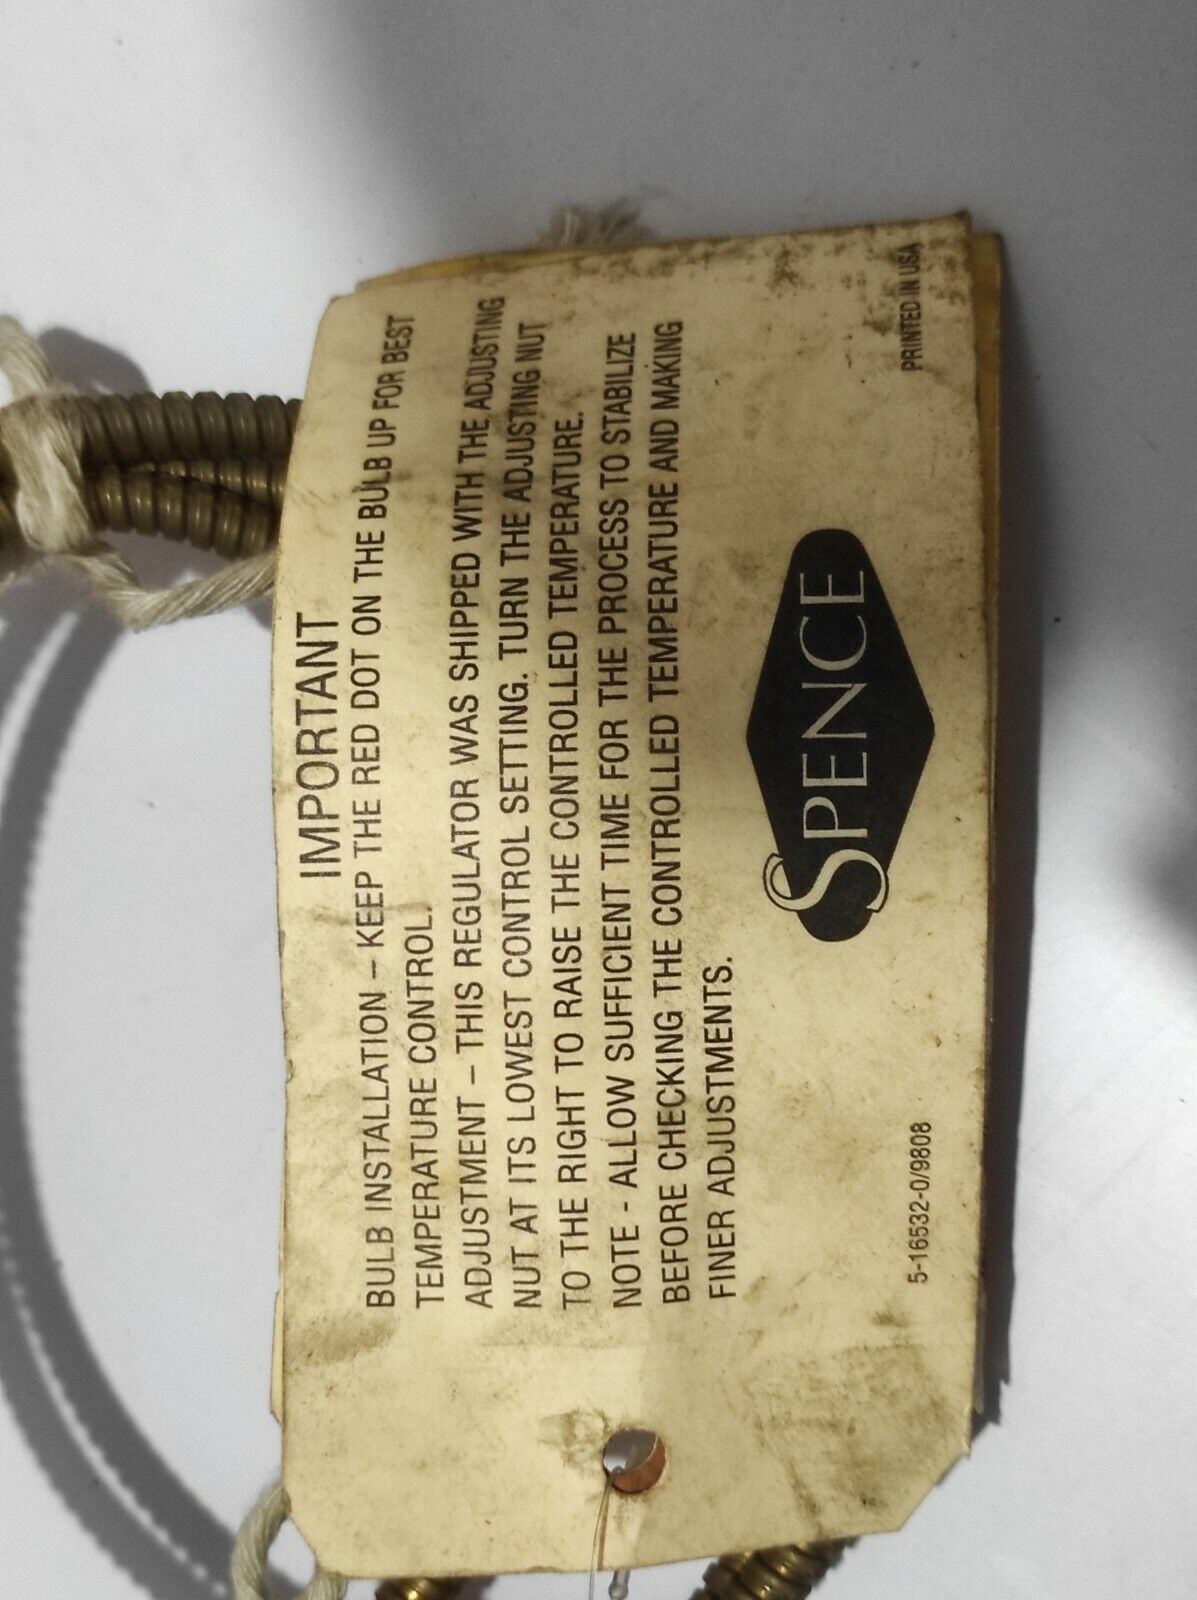 IMPORTANT
BULB INSTALLATION – KEEP THE RED DOT ON THE BULB UP FOR BEST
TEMPERATURE CONTROL.
ADJUSTMENT – THIS REGULATOR WAS SHIPPED WITH THE ADJUSTING
NUT AT ITS LOWEST CONTROL SETTING. TURN THE ADJUSTING NUT
TO THE RIGHT TO RAISE THE CONTROLLED TEMPERATURE.
NOTE - ALLOW SUFFICIENT TIME FOR THE PROCESS TO STABILIZE
BEFORE CHECKING THE CONTROLLED TEMPERATURE AND MAKING
FINER ADJUSTMENTS.
SPENCE
5-16532-0/9808
PRINTED IN USA